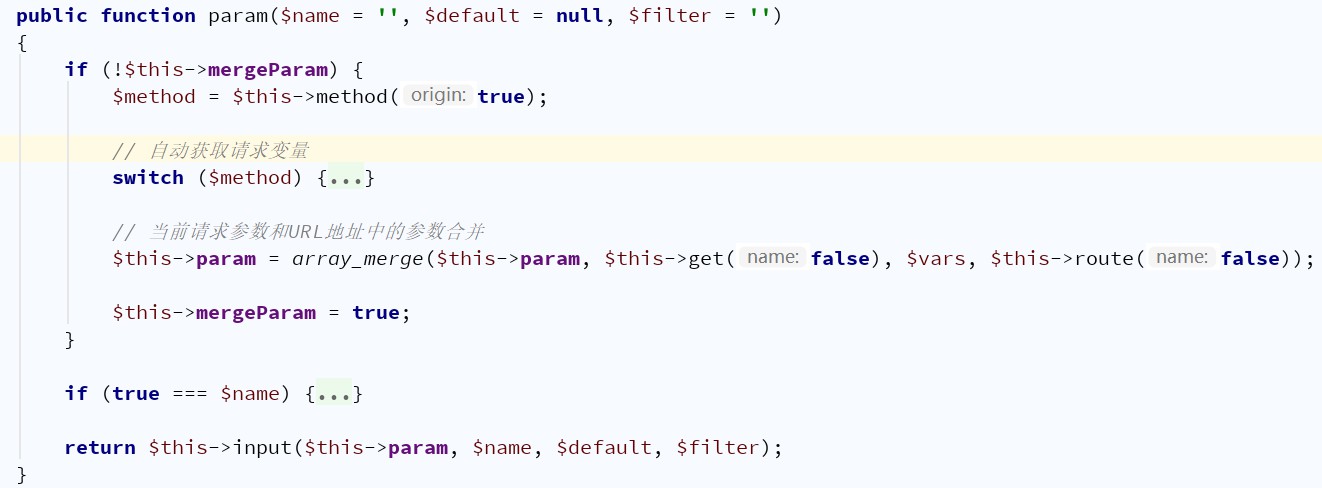 public function param($name = '', $default = null, $filter = '')
{
    if (!$this->mergeParam) {
        $method = $this->method( origin: true);

        // 自动获取请求变量
        switch ($method) {...}

        // 当前请求参数和URL地址中的参数合并
        $this->param = array_merge($this->param, $this->get( name: false), $vars, $this->route( name: false));

        $this->mergeParam = true;
    }

    if (true === $name) {...}

    return $this->input($this->param, $name, $default, $filter);
}